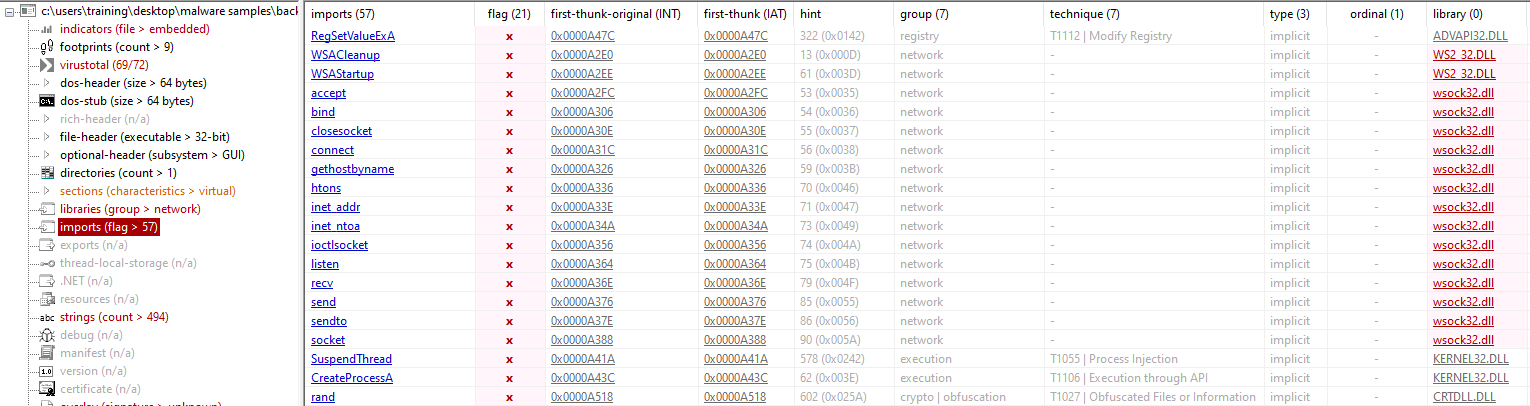 c:\users\training\desktop\malware samples\bac
indicators (file > embedded)
footprints (count > 9)
virustotal (69/72)
dos-header (size > 64 bytes)
dos-stub (size > 64 bytes)
rich-header (n/a)
file-header (executable > 32-bit)
optional-header (subsystem > GUI)
directories (count > 1)
sections (characteristics > virtual)
libraries (group > network)
imports (flag > 57)
exports (n/a)
thread-local-storage (n/a)
.NET (n/a)
resources (n/a)
abc strings (count > 494)
debug (n/a)
manifest (n/a)
1.0 version (n/a)
certificate (n/a)
overlay (signature > unknown)
imports (57) flag (21) first-thunk-original (INT) first-thunk (IAT) hint group (7) technique (7) type (3) ordinal (1) library (0)
RegSetValueExA x 0x0000A47C 0x0000A47C 322 (0x0142) registry T1112 | Modify Registry implicit - ADVAPI32.DLL
WSACleanup x 0x0000A2E0 0x0000A2E0 13 (0x000D) network - implicit - WS2_32.DLL
WSAStartup x 0x0000A2EE 0x0000A2EE 61 (0x003D) network - implicit - WS2_32.DLL
accept x 0x0000A2FC 0x0000A2FC 53 (0x0035) network - implicit - wsock32.dll
bind x 0x0000A306 0x0000A306 54 (0x0036) network - implicit - wsock32.dll
closesocket x 0x0000A30E 0x0000A30E 55 (0x0037) network - implicit - wsock32.dll
connect x 0x0000A31C 0x0000A31C 56 (0x0038) network - implicit - wsock32.dll
gethostbyname x 0x0000A326 0x0000A326 59 (0x003B) network - implicit - wsock32.dll
htons x 0x0000A336 0x0000A336 70 (0x0046) network - implicit - wsock32.dll
inet_addr x 0x0000A33E 0x0000A33E 71 (0x0047) network - implicit - wsock32.dll
inet_ntoa x 0x0000A34A 0x0000A34A 73 (0x0049) network - implicit - wsock32.dll
ioctlsocket x 0x0000A356 0x0000A356 74 (0x004A) network - implicit - wsock32.dll
listen x 0x0000A364 0x0000A364 75 (0x004B) network - implicit - wsock32.dll
recv x 0x0000A36E 0x0000A36E 79 (0x004F) network - implicit - wsock32.dll
send x 0x0000A376 0x0000A376 85 (0x0055) network - implicit - wsock32.dll
sendto x 0x0000A37E 0x0000A37E 86 (0x0056) network - implicit - wsock32.dll
socket x 0x0000A388 0x0000A388 90 (0x005A) network - implicit - wsock32.dll
SuspendThread x 0x0000A41A 0x0000A41A 578 (0x0242) execution T1055 | Process Injection implicit - KERNEL32.DLL
CreateProcessA x 0x0000A43C 0x0000A43C 62 (0x003E) execution T1106 | Execution through API implicit - KERNEL32.DLL
rand x 0x0000A518 0x0000A518 602 (0x025A) crypto | obfuscation T1027 | Obfuscated Files or Information implicit - CRTDLL.DLL